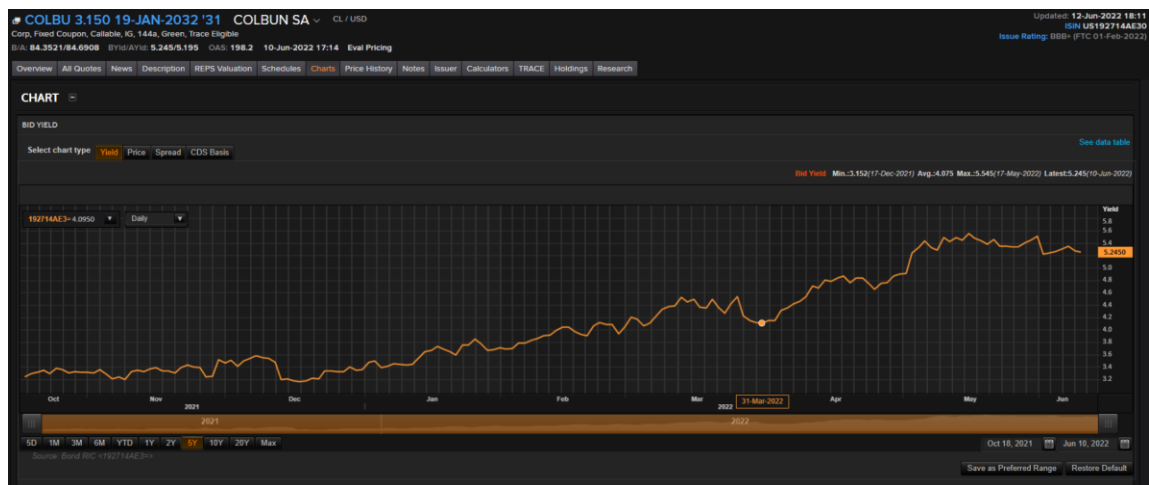 COLBU 3.150 19-JAN-2032 '31 COLBUN SA CL / USD
Updated: 12-Jun-2022 18:11
Corp, Fixed Coupon, Callable, IG, 144a, Green, Trace Eligible
ISIN US192714AE30
Issue Rating: BBB+ (FTC 01-Feb-2022)
B/A: 84.3521/84.6908 BYld/AYld: 5.245/5.195 OAS: 198.2 10-Jun-2022 17:14 Eval Pricing
Overview All Quotes News Description REPS Valuation Schedules Charts Price History Notes Issuer Calculators TRACE Holdings Research
CHART
BID YIELD
See data table
Select chart type Yield Price Spread CDS Basis
Bid Yield Min.:3.152(17-Dec-2021) Avg.:4.075 Max.:5.545(17-May-2022) Latest:5.245(10-Jun-2022)
192714AE3=4.0950 Daily
Yield
5.8
5.6
5.4
5.2450
5.0
4.8
4.6
4.4
4.2
4.0
3.8
3.6
3.4
3.2
Oct Nov Dec Jan Feb Mar 31-Mar-2022 Apr May Jun
2021 2022
2021 2022
5D 1M 3M 6M YTD 1Y 2Y 5Y 10Y 20Y Max
Oct 18, 2021 Jun 10, 2022
Source: Bond RIC <192714AE3=>
Save as Preferred Range Restore Default